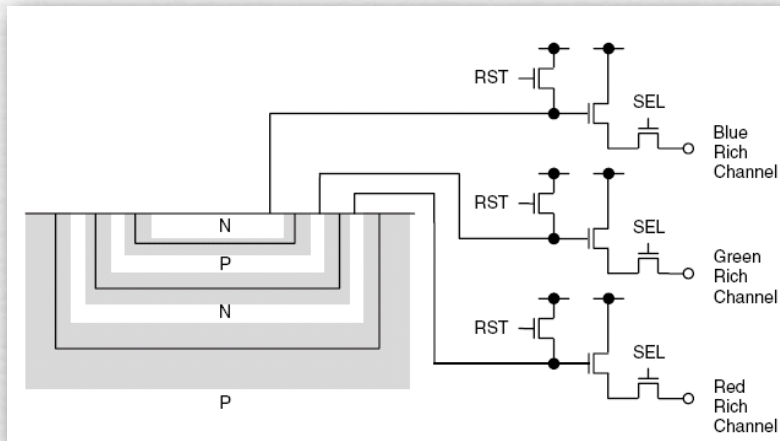 RST
SEL
Blue
Rich
Channel
RST
SEL
Green
Rich
Channel
RST
SEL
Red
Rich
Channel
N
P
N
P